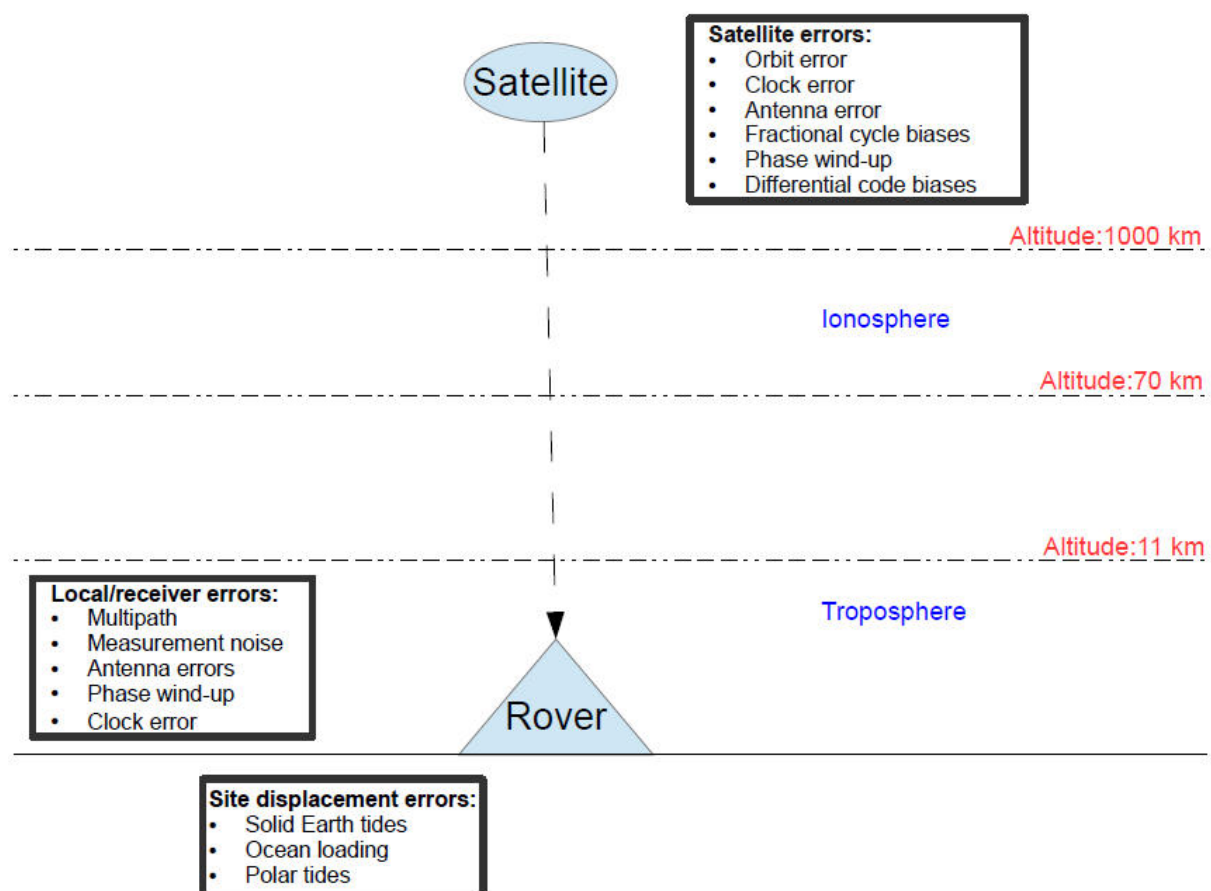 Satellite
Satellite errors:
• Orbit error
• Clock error
• Antenna error
• Fractional cycle biases
• Phase wind-up
• Differential code biases
Altitude:1000 km
Ionosphere
Altitude:70 km
Altitude:11 km
Troposphere
Local/receiver errors:
• Multipath
• Measurement noise
• Antenna errors
• Phase wind-up
• Clock error
Rover
Site displacement errors:
• Solid Earth tides
• Ocean loading
• Polar tides